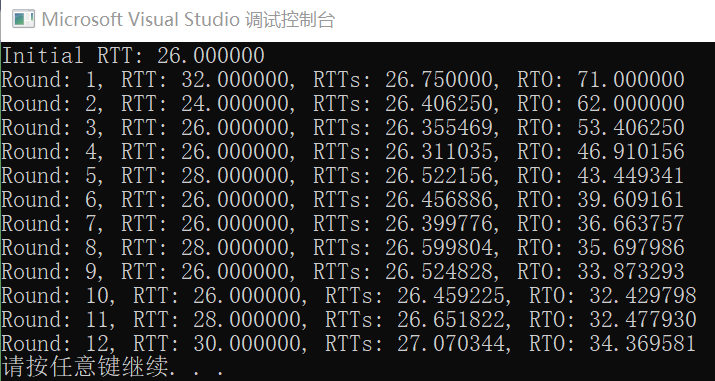 Microsoft Visual Studio 调试控制台
Initial RTT: 26.000000
Round: 1, RTT: 32.000000, RTTs: 26.750000, RTO: 71.000000
Round: 2, RTT: 24.000000, RTTs: 26.406250, RTO: 62.000000
Round: 3, RTT: 26.000000, RTTs: 26.355469, RTO: 53.406250
Round: 4, RTT: 26.000000, RTTs: 26.311035, RTO: 46.910156
Round: 5, RTT: 28.000000, RTTs: 26.522156, RTO: 43.449341
Round: 6, RTT: 26.000000, RTTs: 26.456886, RTO: 39.609161
Round: 7, RTT: 26.000000, RTTs: 26.399776, RTO: 36.663757
Round: 8, RTT: 28.000000, RTTs: 26.599804, RTO: 35.697986
Round: 9, RTT: 26.000000, RTTs: 26.524828, RTO: 33.873293
Round: 10, RTT: 26.000000, RTTs: 26.459225, RTO: 32.429798
Round: 11, RTT: 28.000000, RTTs: 26.651822, RTO: 32.477930
Round: 12, RTT: 30.000000, RTTs: 27.070344, RTO: 34.369581
请按任意键继续. . .